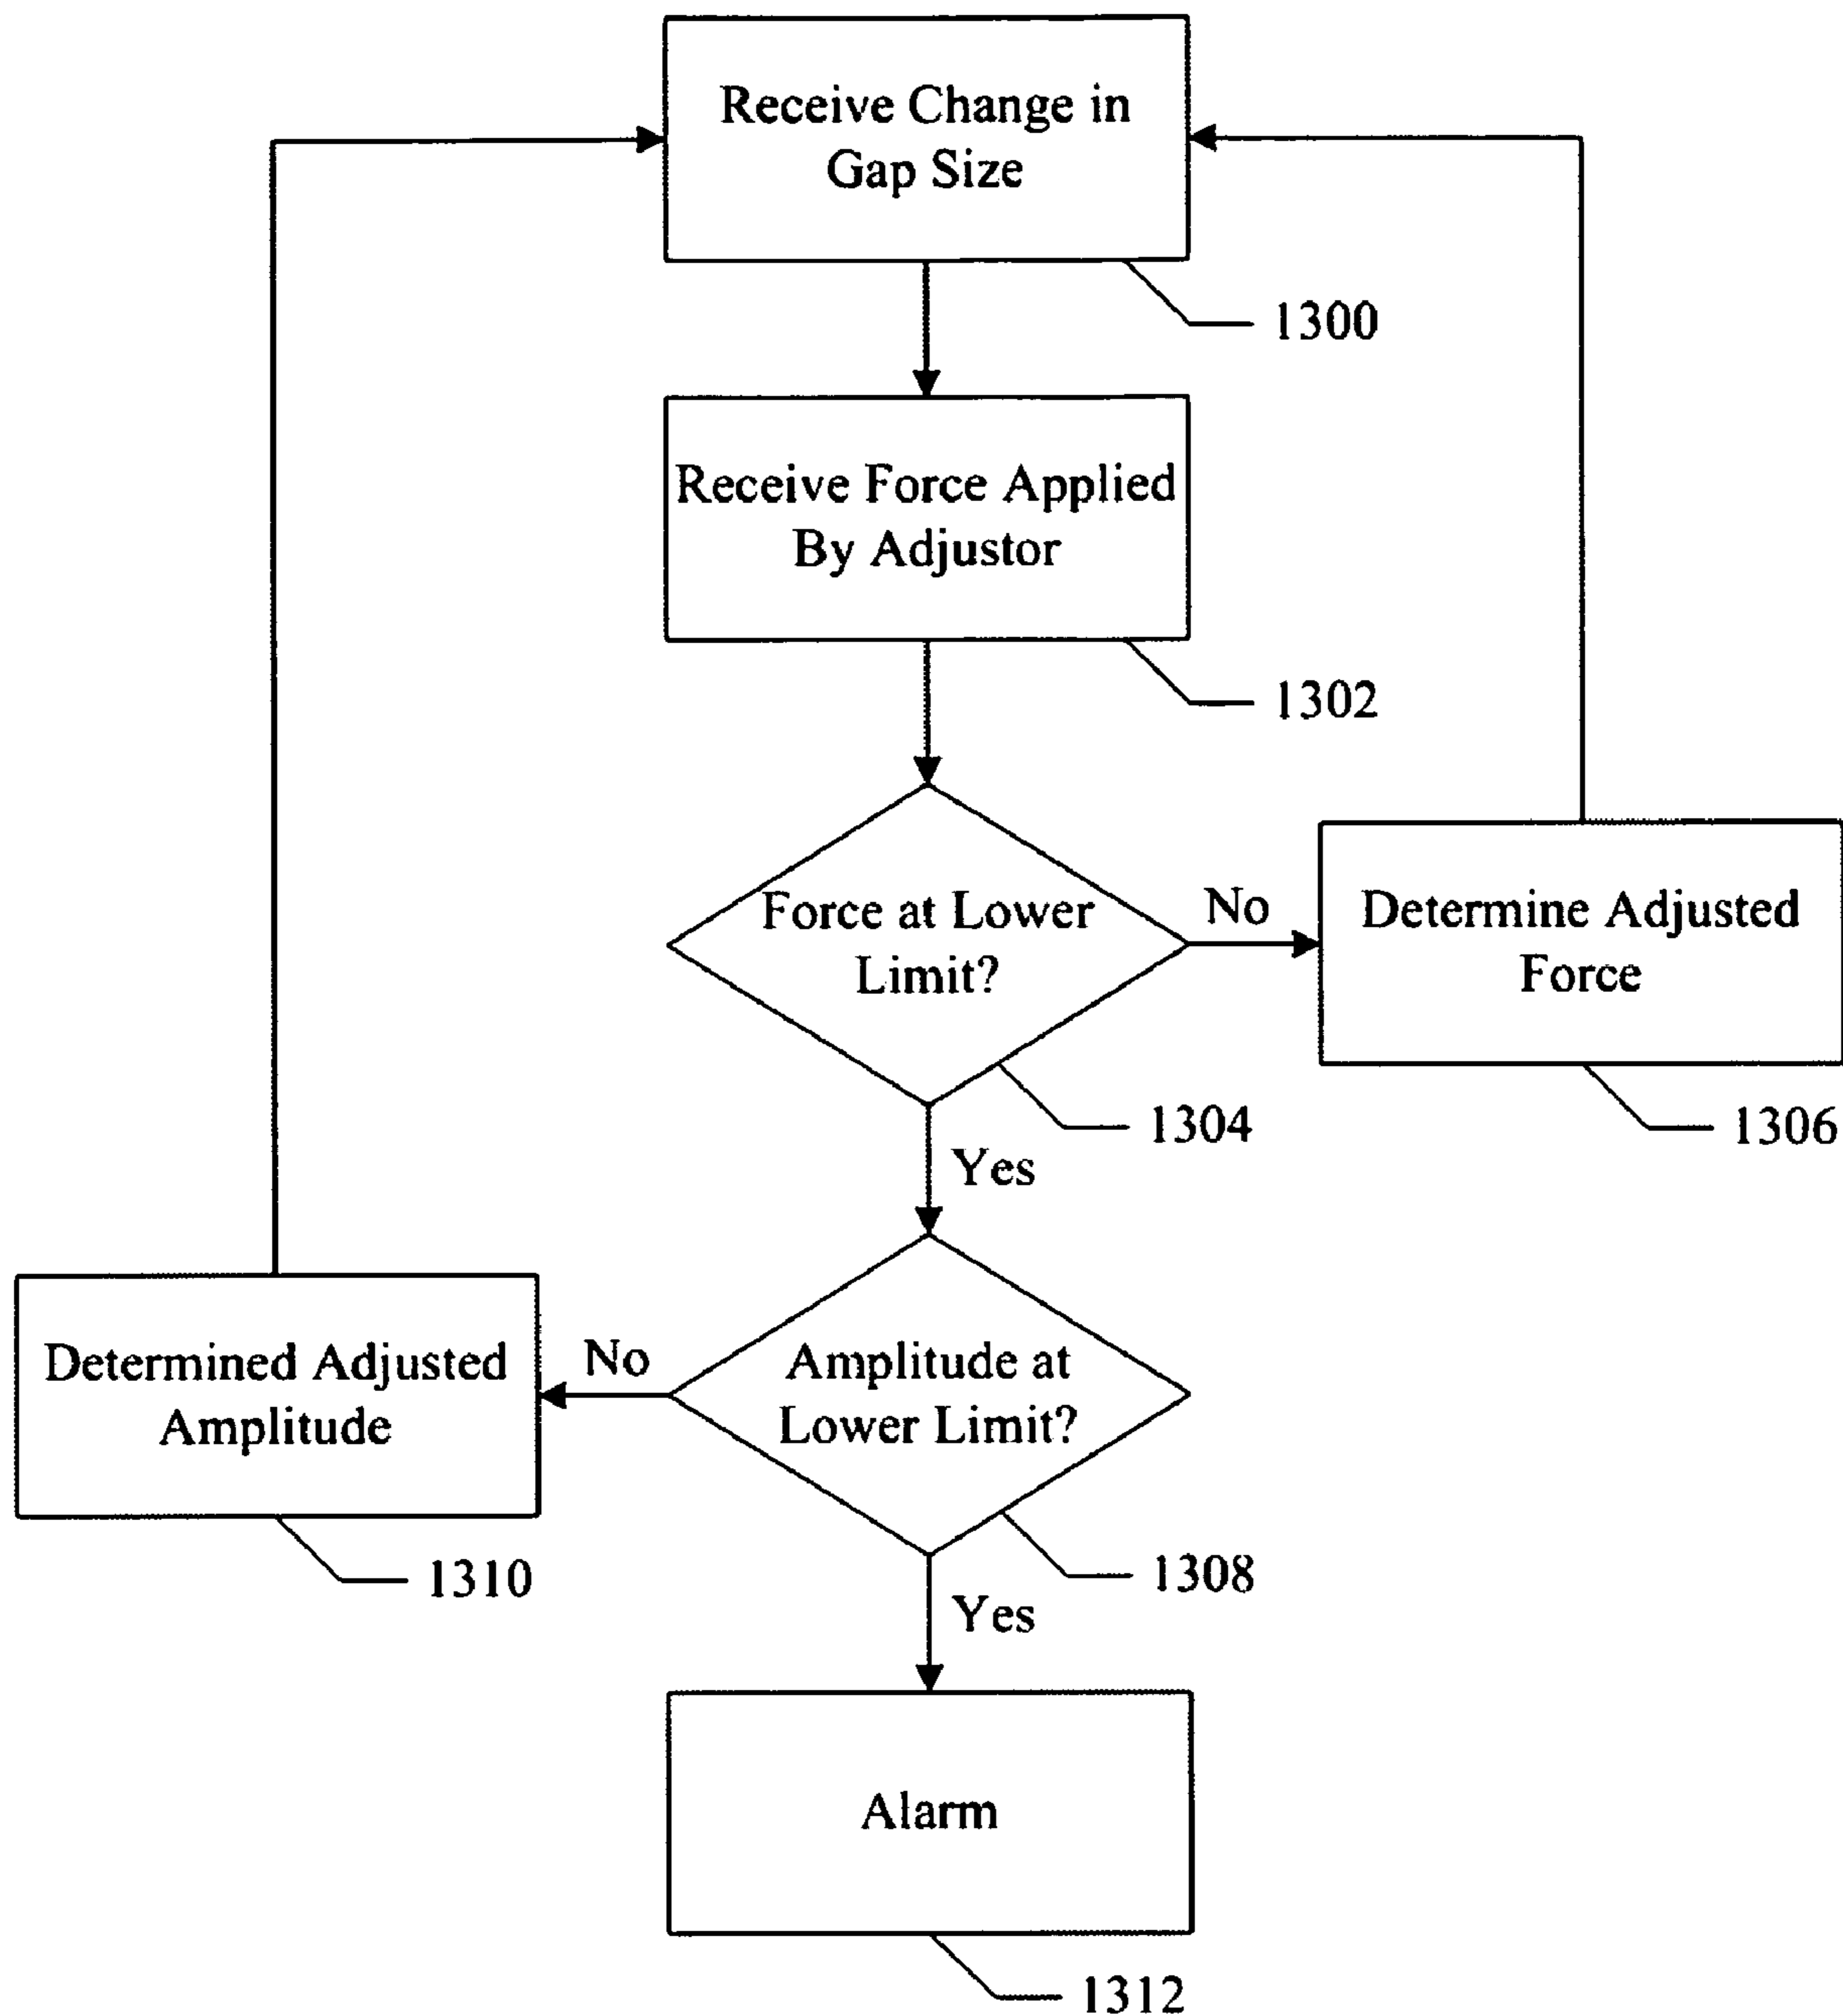 Receive Change in
Gap Size
1300
Receive Force Applied
By Adjustor
1302
Force at Lower
Limit?
No
Determine Adjusted
Force
1304
1306
Yes
Amplitude at
Lower Limit?
No
Determined Adjusted
Amplitude
1308
1310
Yes
Alarm
1312